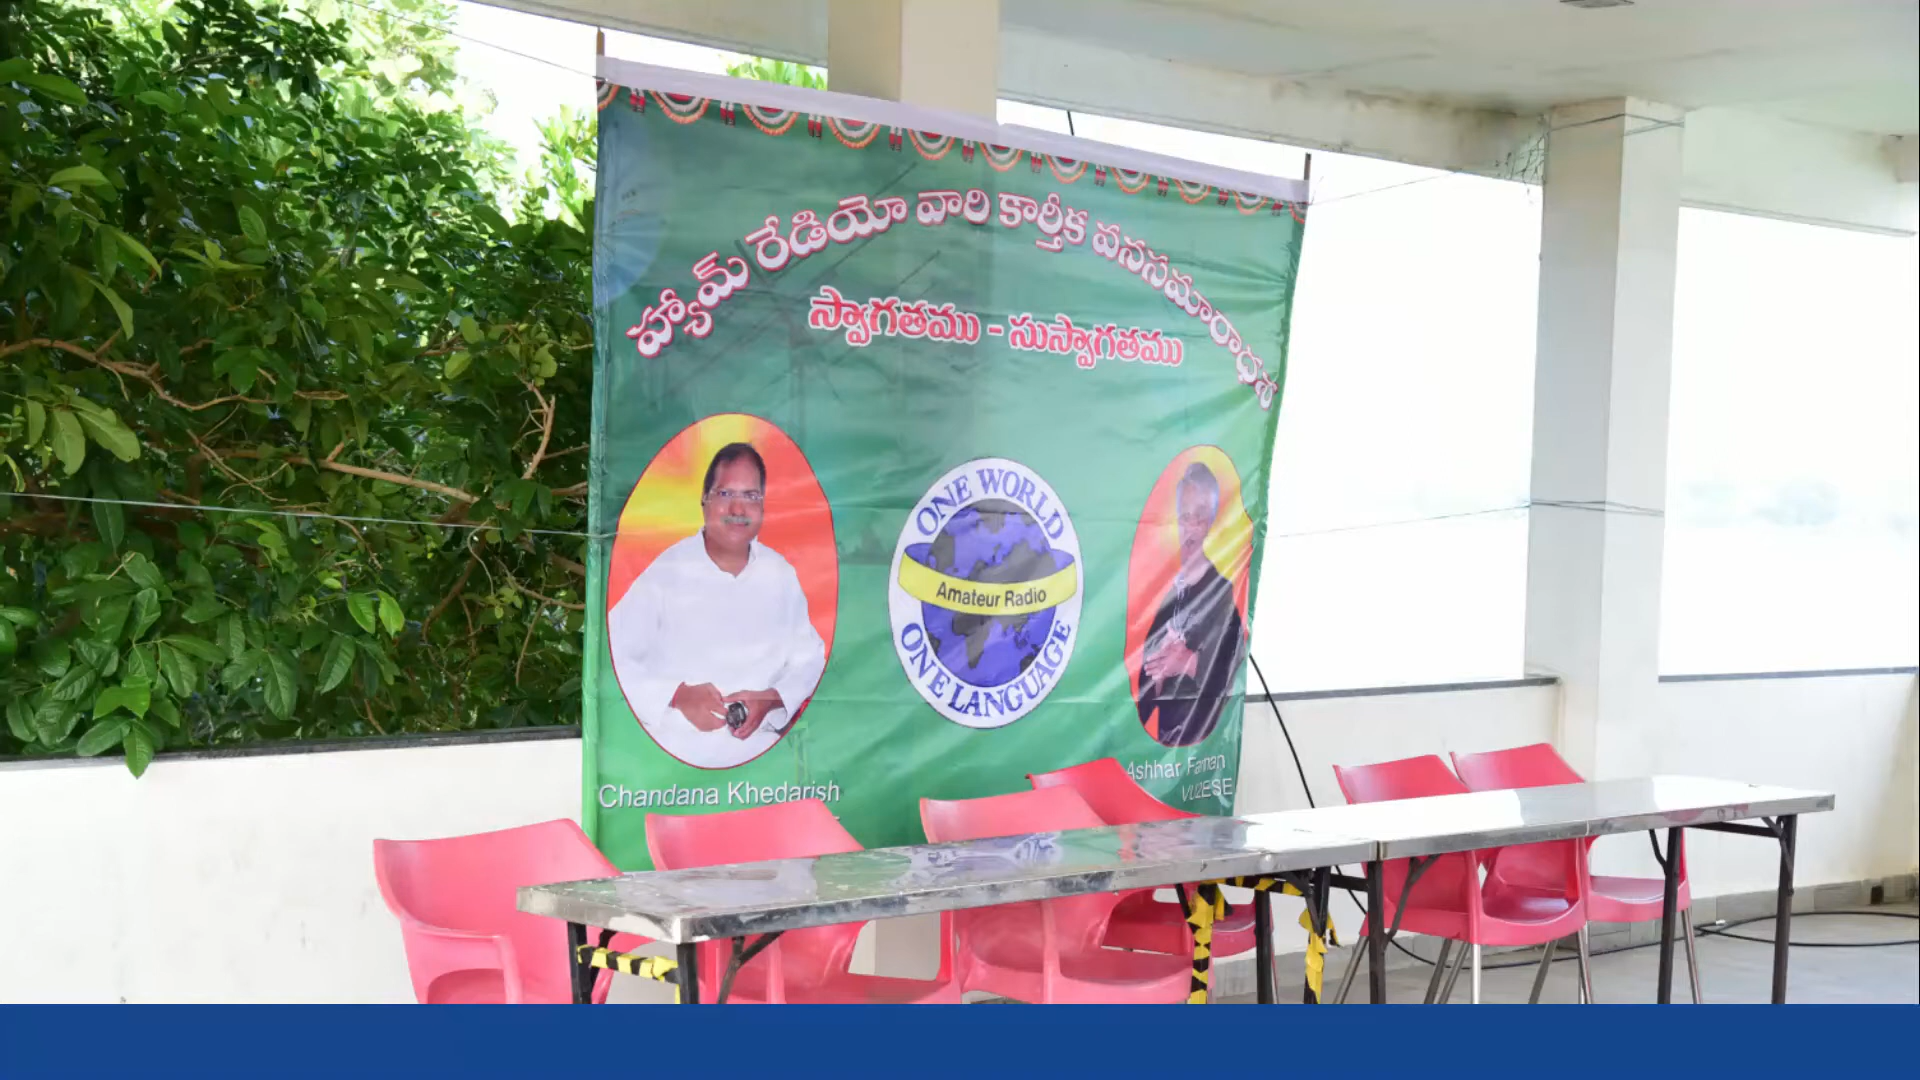 హ్యామ్ రేడియో వారి కార్తీక వనసమారాధన
స్వాగతము - సుస్వాగతము
ONE WORLD
Amateur Radio
ONE LANGUAGE
Chandana Khedarish
Ashhar Farhan
VU2ESE